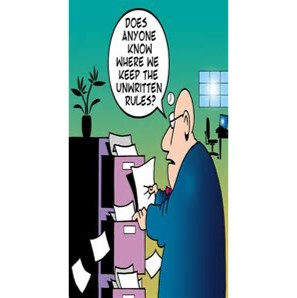 DOES
ANYONE
KNOW
WHERE WE
KEEP THE
UNWRITTEN
RULES?